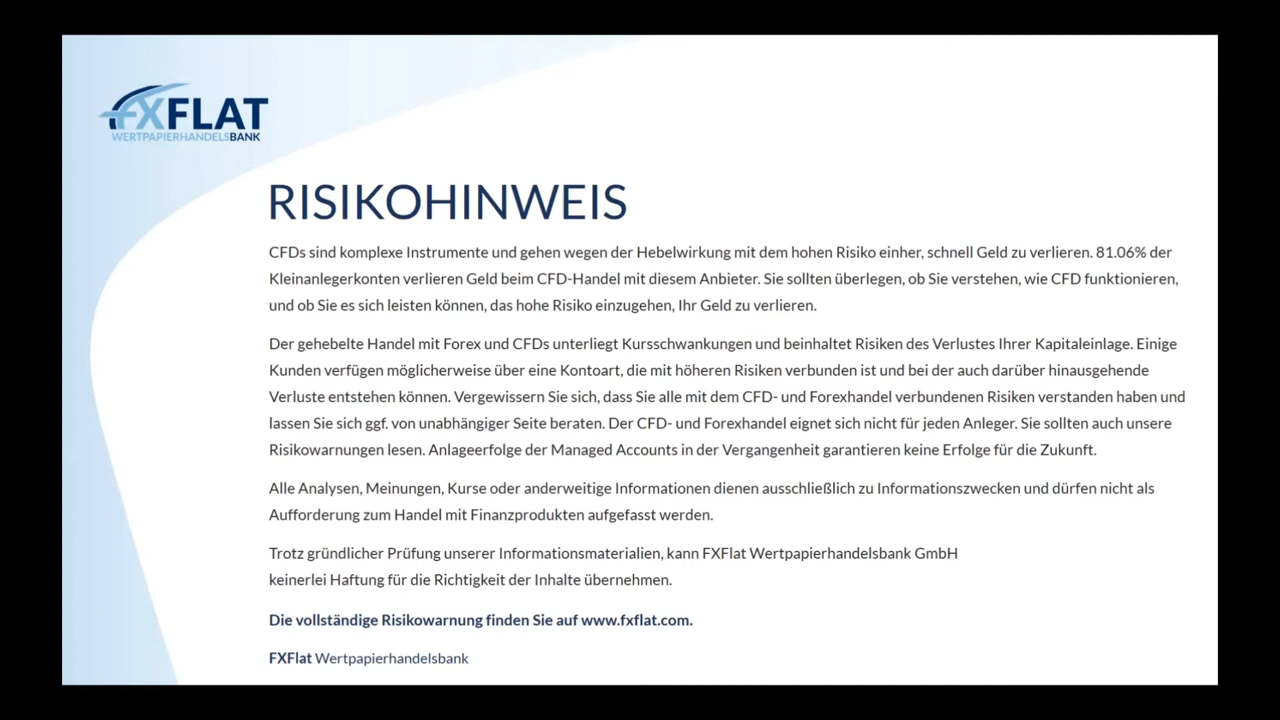 FXFLAT
WERTPAPIERHANDELSBANK
RISIKOHINWEIS
CFDs sind komplexe Instrumente und gehen wegen der Hebelwirkung mit dem hohen Risiko einher, schnell Geld zu verlieren. 81.06% der
Kleinanlegerkonten verlieren Geld beim CFD-Handel mit diesem Anbieter. Sie sollten überlegen, ob Sie verstehen, wie CFD funktionieren,
und ob Sie es sich leisten können, das hohe Risiko einzugehen, Ihr Geld zu verlieren.
Der gehebelte Handel mit Forex und CFDs unterliegt Kursschwankungen und beinhaltet Risiken des Verlustes Ihrer Kapitaleinlage. Einige
Kunden verfügen möglicherweise über eine Kontoart, die mit höheren Risiken verbunden ist und bei der auch darüber hinausgehende
Verluste entstehen können. Vergewissern Sie sich, dass Sie alle mit dem CFD- und Forexhandel verbundenen Risiken verstanden haben und
lassen Sie sich ggf. von unabhängiger Seite beraten. Der CFD- und Forexhandel eignet sich nicht für jeden Anleger. Sie sollten auch unsere
Risikowarnungen lesen. Anlageerfolge der Managed Accounts in der Vergangenheit garantieren keine Erfolge für die Zukunft.
Alle Analysen, Meinungen, Kurse oder anderweitige Informationen dienen ausschließlich zu Informationszwecken und dürfen nicht als
Aufforderung zum Handel mit Finanzprodukten aufgefasst werden.
Trotz gründlicher Prüfung unserer Informationsmaterialien, kann FXFlat Wertpapierhandelsbank GmbH
keinerlei Haftung für die Richtigkeit der Inhalte übernehmen.
Die vollständige Risikowarnung finden Sie auf www.fxflat.com.
FXFlat Wertpapierhandelsbank